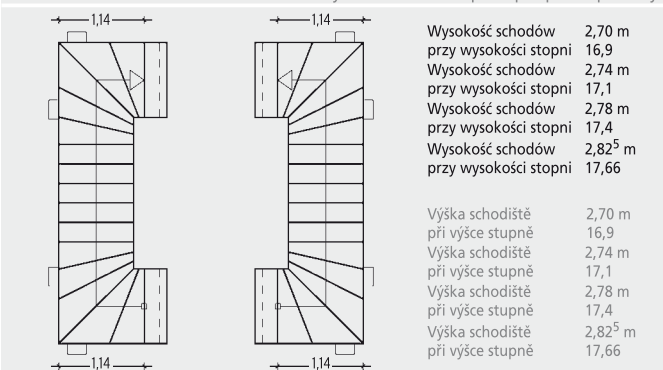 1,14
1,14
1,14
1,14
Wysokość schodów 2,70 m
przy wysokości stopni 16,9
Wysokość schodów 2,74 m
przy wysokości stopni 17,1
Wysokość schodów 2,78 m
przy wysokości stopni 17,4
Wysokość schodów 2,82⁵ m
przy wysokości stopni 17,66
Výška schodiště 2,70 m
při výšce stupně 16,9
Výška schodiště 2,74 m
při výšce stupně 17,1
Výška schodiště 2,78 m
při výšce stupně 17,4
Výška schodiště 2,82⁵ m
při výšce stupně 17,66